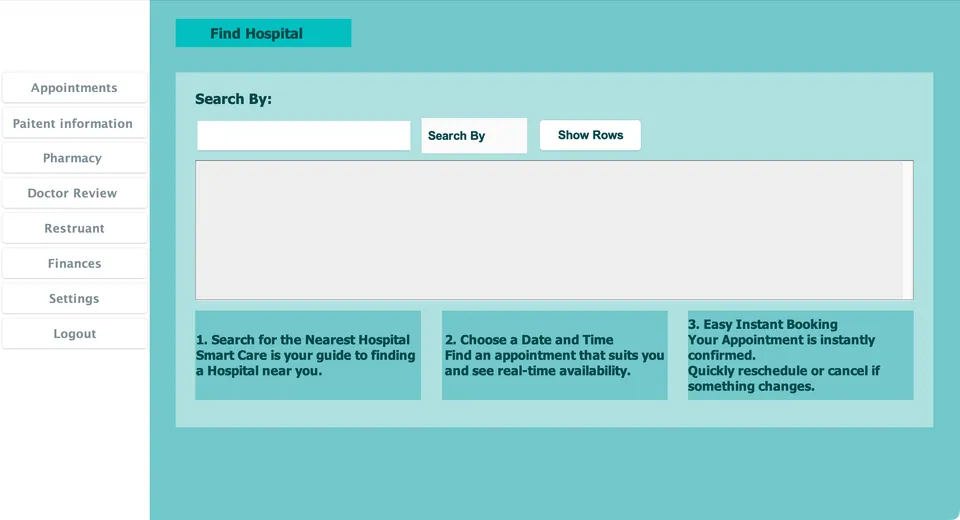 Find Hospital
Appointments
Paitent information
Pharmacy
Doctor Review
Restruant
Finances
Settings
Logout
Search By:
Search By
Show Rows
1. Search for the Nearest Hospital
Smart Care is your guide to finding
a Hospital near you.
2. Choose a Date and Time
Find an appointment that suits you
and see real-time availability.
3. Easy Instant Booking
Your Appointment is instantly
confirmed.
Quickly reschedule or cancel if
something changes.